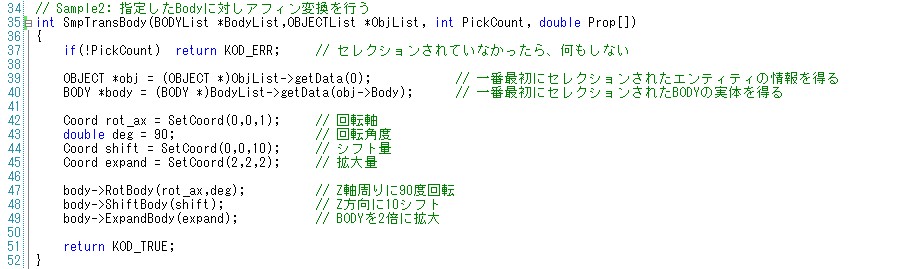 34 // Sample2: 指定したBodyに対しアフィン変換を行う
35 int SmpTransBody(BODYList *BodyList,OBJECTList *ObjList, int PickCount, double Prop[])
36 {
37 if(!PickCount) return KOD_ERR; // セレクションされていなかったら、何もしない
38
39 OBJECT *obj = (OBJECT *)ObjList->getData(0); // 一番最初にセレクションされたエンティティの情報を得る
40 BODY *body = (BODY *)BodyList->getData(obj->Body); // 一番最初にセレクションされたBODYの実体を得る
41
42 Coord rot_ax = SetCoord(0,0,1); // 回転軸
43 double deg = 90; // 回転角度
44 Coord shift = SetCoord(0,0,10); // シフト量
45 Coord expand = SetCoord(2,2,2); // 拡大量
46
47 body->RotBody(rot_ax,deg); // Z軸周りに90度回転
48 body->ShiftBody(shift); // Z方向に10シフト
49 body->ExpandBody(expand); // BODYを2倍に拡大
50
51 return KOD_TRUE;
52 }